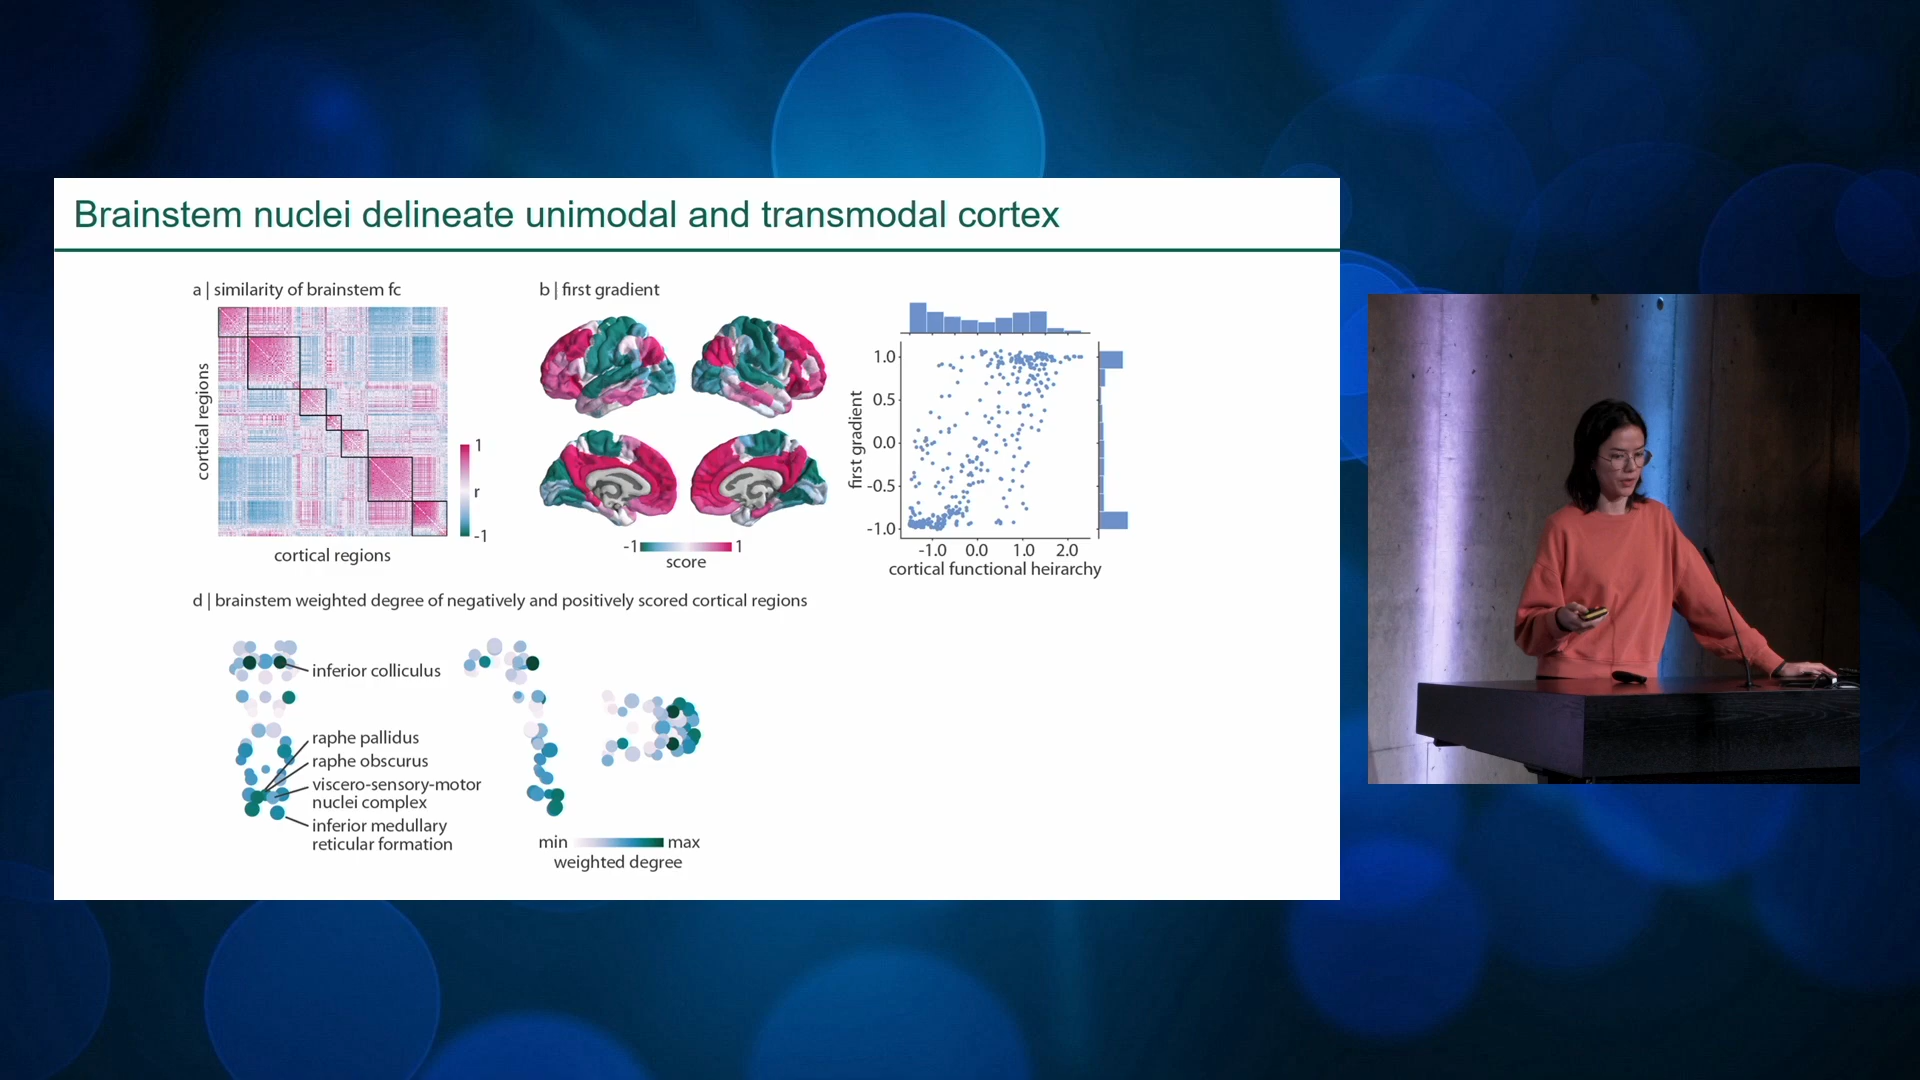 Brainstem nuclei delineate unimodal and transmodal cortex
a | similarity of brainstem fc
cortical regions
cortical regions
1
r
-1
b | first gradient
-1
1
score
first gradient
1.0
0.5
0.0
-0.5
-1.0
-1.0 0.0 1.0 2.0
cortical functional heirarchy
d | brainstem weighted degree of negatively and positively scored cortical regions
inferior colliculus
raphe pallidus
raphe obscurus
viscero-sensory-motor
nuclei complex
inferior medullary
reticular formation
min
max
weighted degree